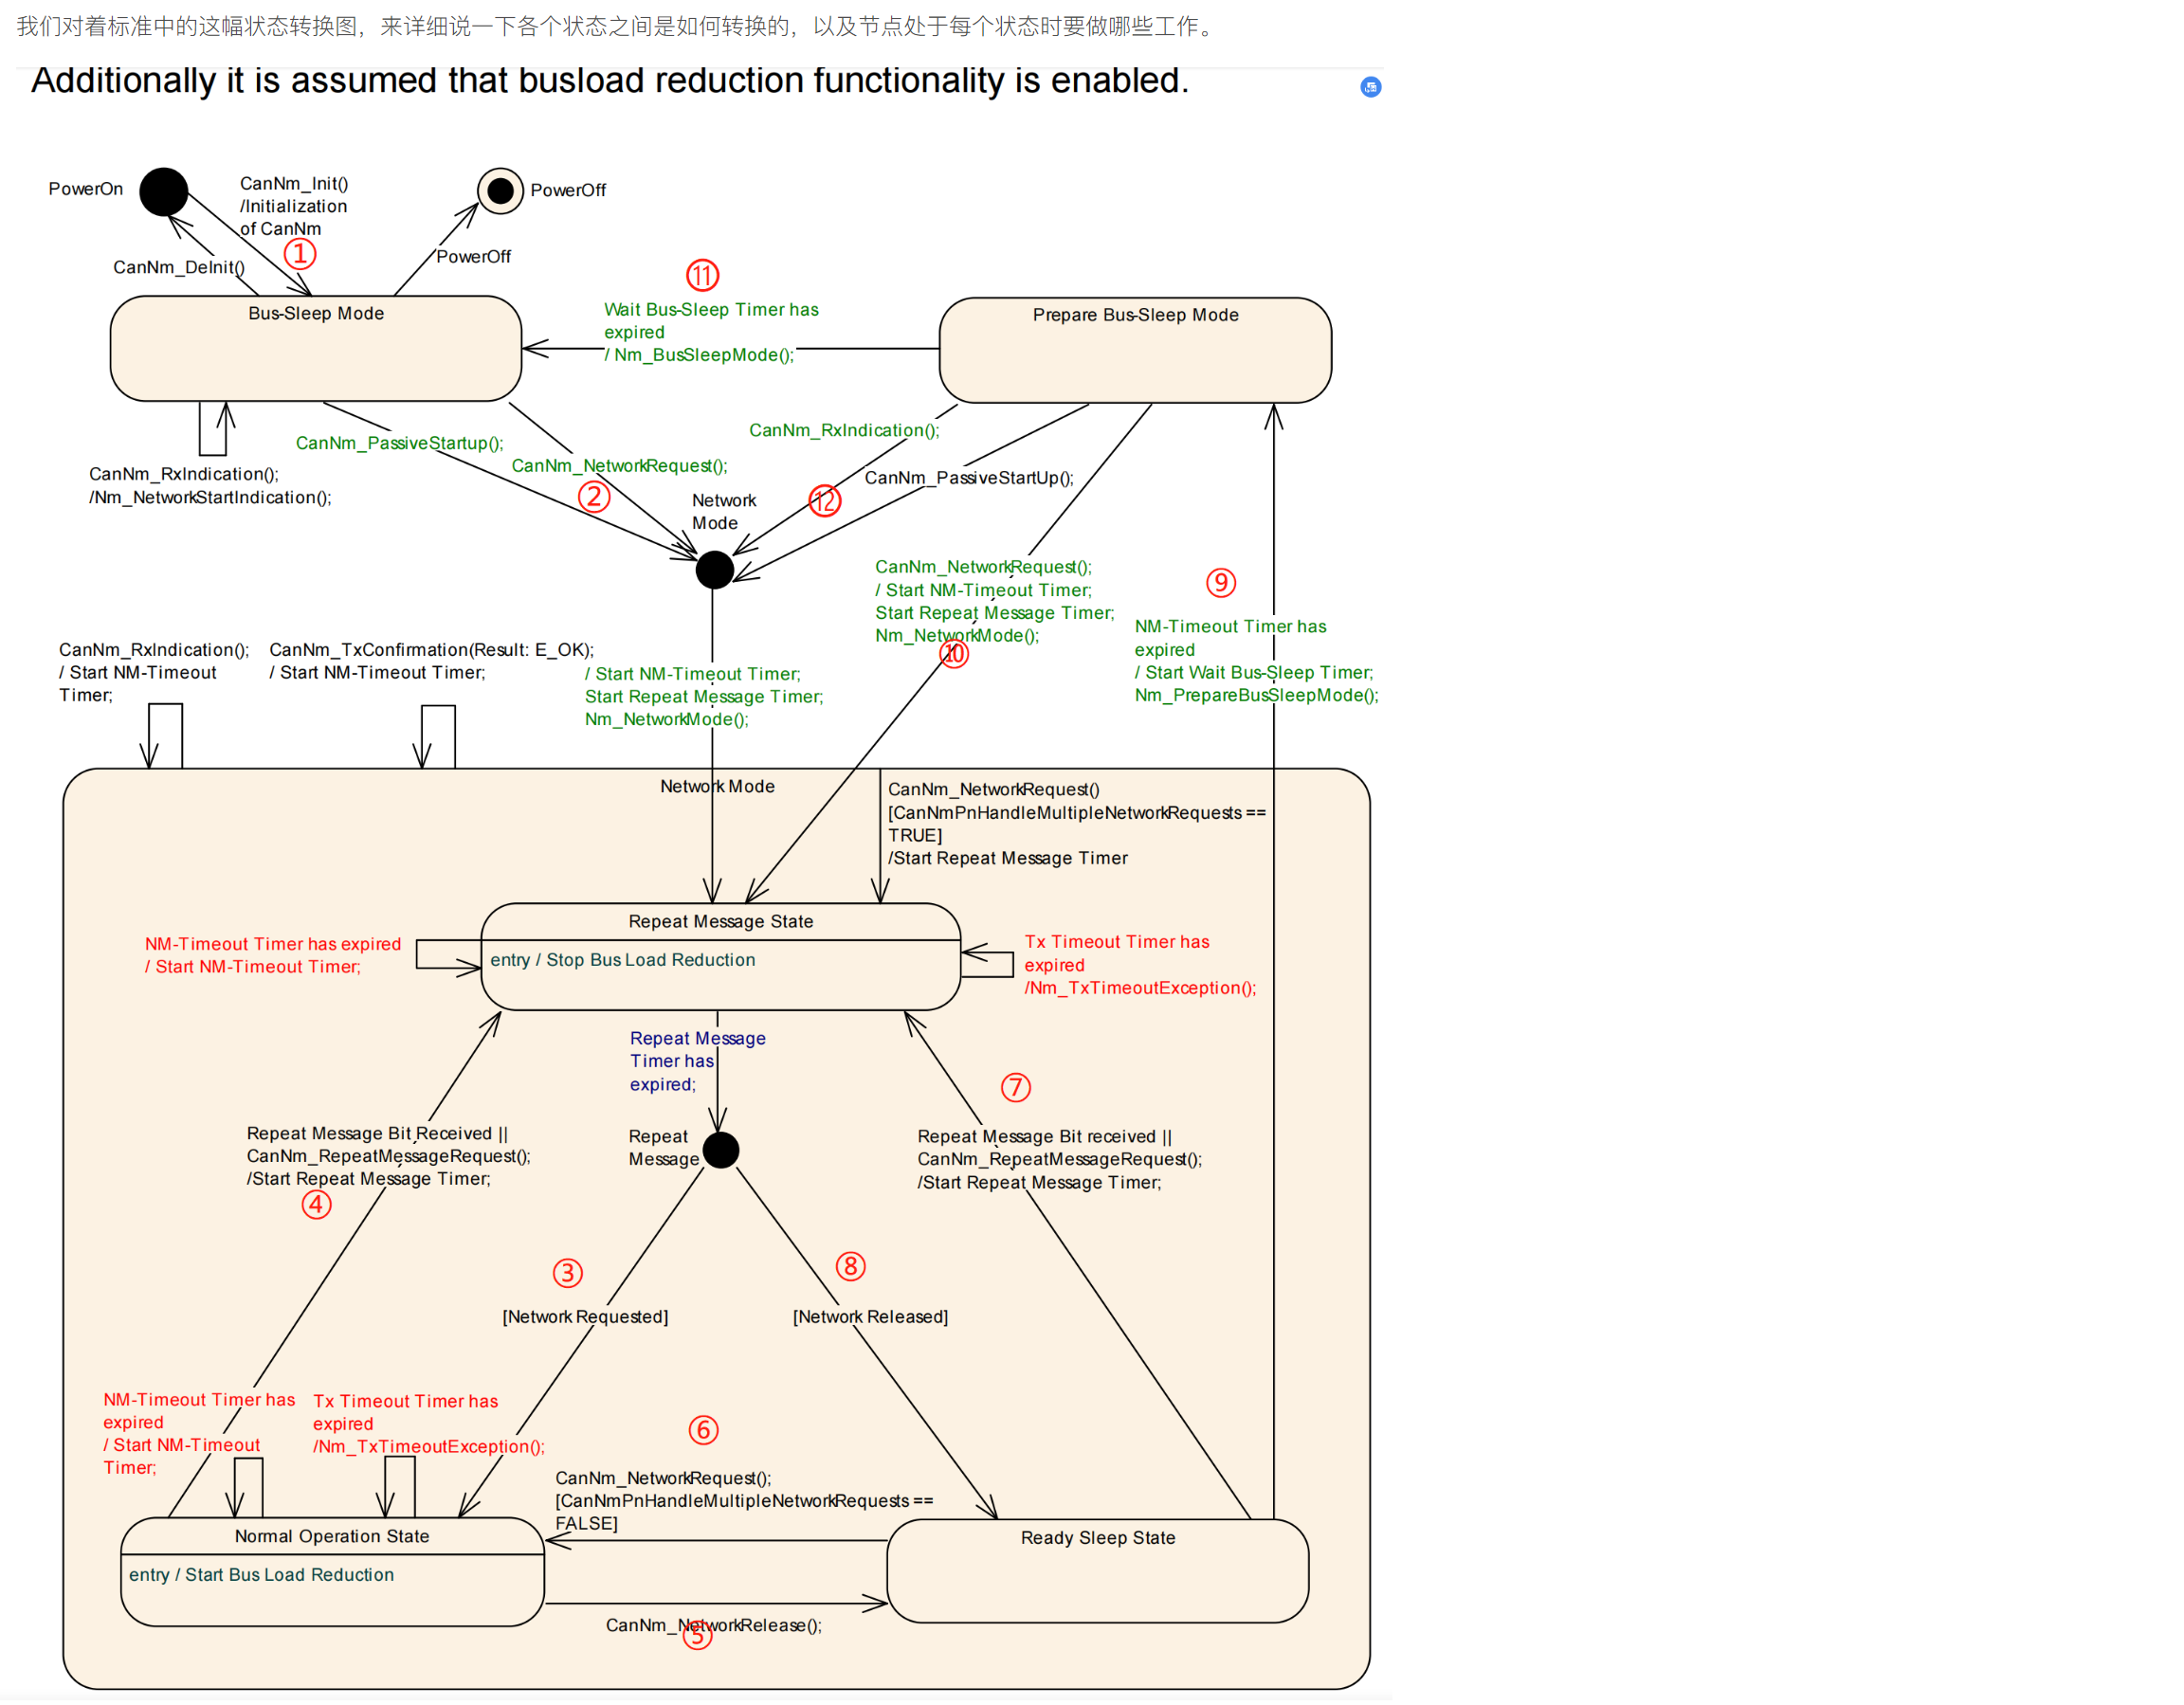 我们对着标准中的这幅状态转换图，来详细说一下各个状态之间是如何转换的，以及节点处于每个状态时要做哪些工作。
Additionally it is assumed that busload reduction functionality is enabled.
PowerOn
CanNm_Init()
/Initialization
of CanNm
①
CanNm_DeInit()
PowerOff
PowerOff
Bus-Sleep Mode
⑪
Wait Bus-Sleep Timer has
expired
/ Nm_BusSleepMode();
Prepare Bus-Sleep Mode
CanNm_RxIndication();
/Nm_NetworkStartIndication();
CanNm_PassiveStartup();
CanNm_NetworkRequest();
②
Network
Mode
CanNm_RxIndication();
CanNm_PassiveStartUp();
⑫
CanNm_NetworkRequest();
/ Start NM-Timeout Timer;
Start Repeat Message Timer;
Nm_NetworkMode();
⑩
⑨
NM-Timeout Timer has
expired
/ Start Wait Bus-Sleep Timer;
Nm_PrepareBusSleepMode();
CanNm_RxIndication();
/ Start NM-Timeout
Timer;
CanNm_TxConfirmation(Result: E_OK);
/ Start NM-Timeout Timer;
/ Start NM-Timeout Timer;
Start Repeat Message Timer;
Nm_NetworkMode();
Network Mode
CanNm_NetworkRequest()
[CanNmPnHandleMultipleNetworkRequests ==
TRUE]
/Start Repeat Message Timer
NM-Timeout Timer has expired
/ Start NM-Timeout Timer;
Repeat Message State
entry / Stop Bus Load Reduction
Tx Timeout Timer has
expired
/Nm_TxTimeoutException();
Repeat Message
Timer has
expired;
⑦
Repeat Message Bit Received ||
CanNm_RepeatMessageRequest();
/Start Repeat Message Timer;
④
Repeat
Message
Repeat Message Bit received ||
CanNm_RepeatMessageRequest();
/Start Repeat Message Timer;
③
[Network Requested]
⑧
[Network Released]
NM-Timeout Timer has
expired
/ Start NM-Timeout
Timer;
Tx Timeout Timer has
expired
/Nm_TxTimeoutException();
⑥
CanNm_NetworkRequest();
[CanNmPnHandleMultipleNetworkRequests ==
FALSE]
Normal Operation State
entry / Start Bus Load Reduction
Ready Sleep State
CanNm_NetworkRelease();
⑤